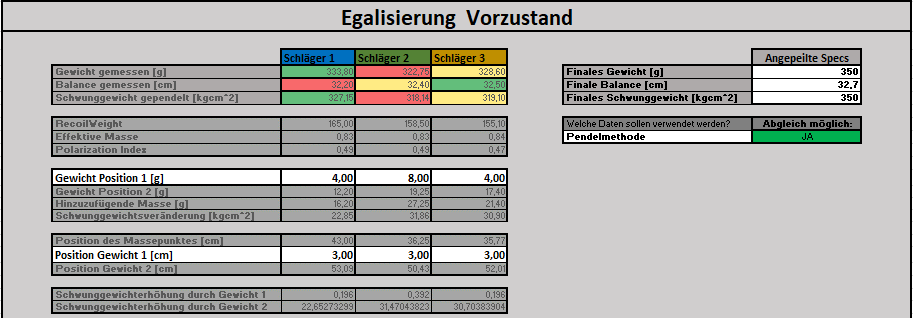 Egalisierung Vorzustand
Schläger 1 Schläger 2 Schläger 3 Angepeilte Specs
Gewicht gemessen [g] 333,80 322,75 328,60 Finales Gewicht [g] 350
Balance gemessen [cm] 32,20 32,40 32,50 Finale Balance [cm] 32,7
Schwunggewicht gependelt [kgcm^2] 327,15 318,14 319,10 Finales Schwunggewicht [kgcm^2] 350
RecoilWeight 165,00 158,50 155,10 Welche Daten sollen verwendet werden? Abgleich möglich:
Effektive Masse 0,83 0,83 0,84 Pendelmethode JA
Polarization Index 0,49 0,49 0,47
Gewicht Position 1 [g] 4,00 8,00 4,00
Gewicht Position 2 [g] 12,20 19,25 17,40
Hinzuzufügende Masse [g] 16,20 27,25 21,40
Schwunggewichtsveränderung [kgcm^2] 22,85 31,86 30,90
Position des Massepunktes [cm] 43,00 36,25 35,77
Position Gewicht 1 [cm] 3,00 3,00 3,00
Position Gewicht 2 [cm] 53,09 50,43 52,01
Schwunggewichterhöhung durch Gewicht 1 0,196 0,392 0,196
Schwunggewichterhöhung durch Gewicht 2 22,65273299 31,47043823 30,70383904